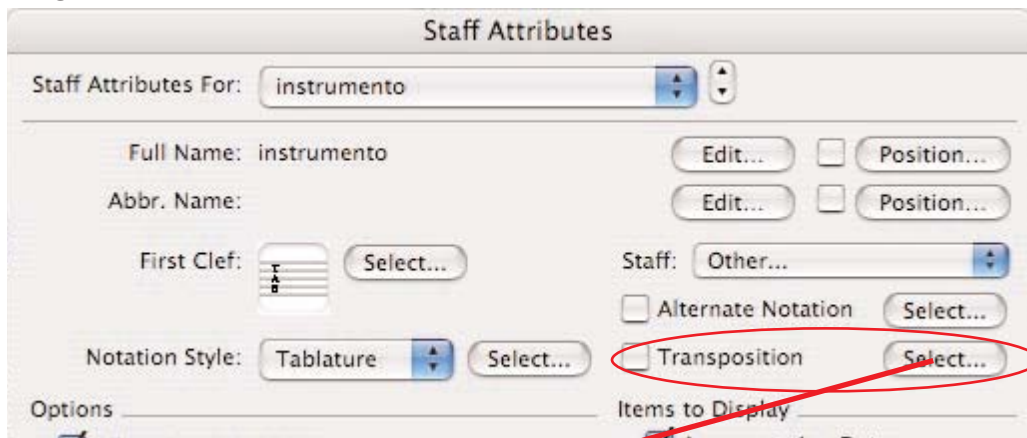 Staff Attributes
Staff Attributes For: instrumento
Full Name: instrumento Edit... Position...
Abbr. Name: Edit... Position...
First Clef: TAB Select... Staff: Other...
Alternate Notation Select...
Notation Style: Tablature Select... Transposition Select...
Options Items to Display